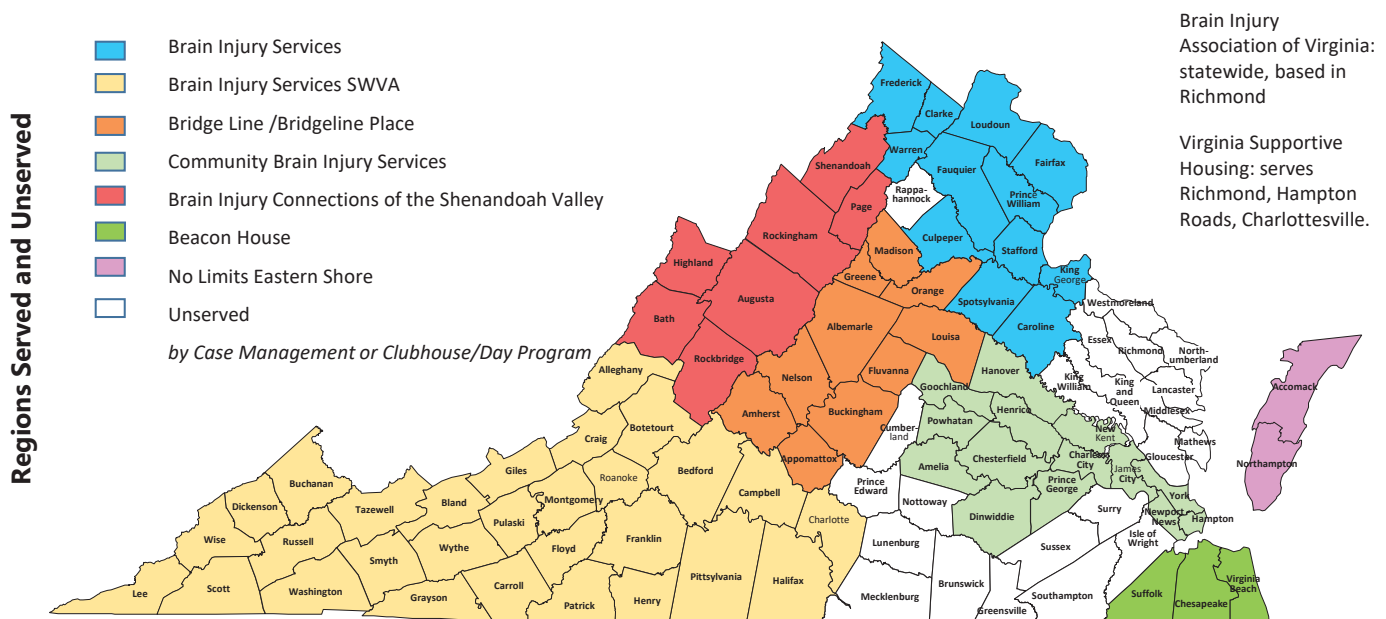 Regions Served and Unserved
Brain Injury Services
Brain Injury Services SWVA
Bridge Line /Bridgeline Place
Community Brain Injury Services
Brain Injury Connections of the Shenandoah Valley
Beacon House
No Limits Eastern Shore
Unserved
by Case Management or Clubhouse/Day Program
Brain Injury
Association of Virginia:
statewide, based in
Richmond
Virginia Supportive
Housing: serves
Richmond, Hampton
Roads, Charlottesville.
Frederick
Clarke
Loudoun
Warren
Fauquier
Fairfax
Prince
William
Shenandoah
Rappa-
hannock
Page
Culpeper
Stafford
Rockingham
Madison
King
George
Highland
Greene
Orange
Spotsylvania
Westmoreland
Augusta
Bath
Albemarle
Louisa
Caroline
Essex
Richmond
North-
umberland
Rockbridge
Alleghany
Nelson
Fluvanna
Hanover
Goochland
King
William
King
and
Queen
Lancaster
Accomack
Amherst
Buckingham
Henrico
Middlesex
Botetourt
Craig
Cumber-
land
Powhatan
New
Kent
Mathews
Gloucester
Appomattox
Amelia
Chesterfield
Charles
City
James
City
Northampton
Giles
Roanoke
Bedford
Campbell
Prince
Edward
Nottoway
Prince
George
York
Buchanan
Dickenson
Tazewell
Bland
Montgomery
Pulaski
Charlotte
Dinwiddie
Surry
Newport
News
Hampton
Wise
Russell
Smyth
Wythe
Floyd
Franklin
Lunenburg
Sussex
Isle of
Wright
Lee
Scott
Washington
Grayson
Carroll
Patrick
Henry
Pittsylvania
Halifax
Mecklenburg
Brunswick
Greensville
Southampton
Suffolk
Chesapeake
Virginia
Beach